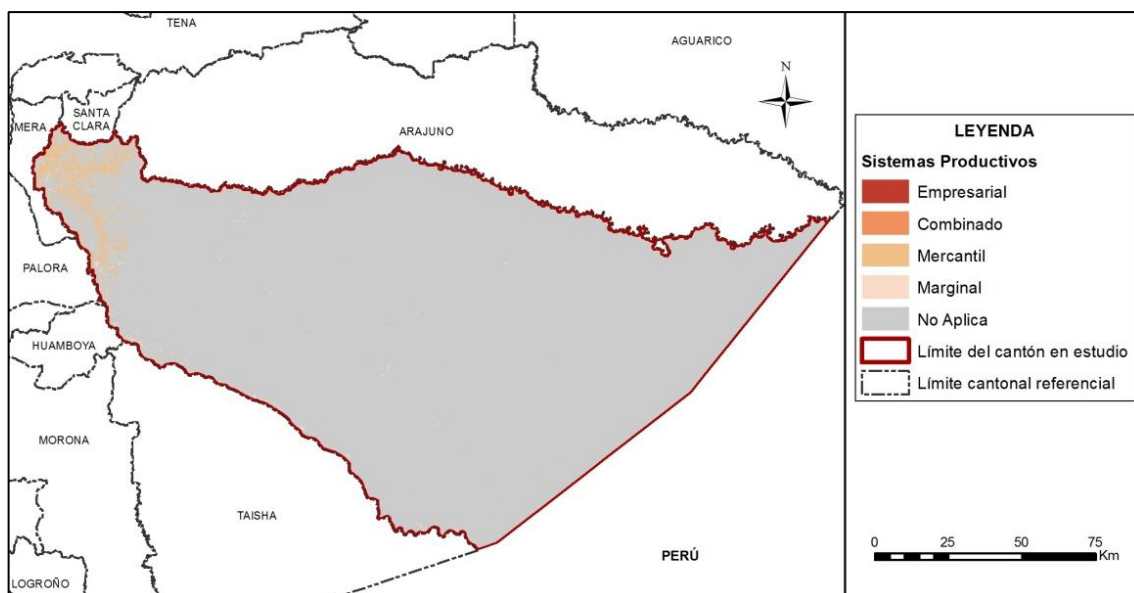 TENA
AGUARICO
N
SANTA
CLARA
MERA
ARAJUNO
PALORA
HUAMBOYA
MORONA
TAISHA
PERÚ
LOGROÑO
LEYENDA
Sistemas Productivos
Empresarial
Combinado
Mercantil
Marginal
No Aplica
Límite del cantón en estudio
Límite cantonal referencial
0 25 50 75
Km